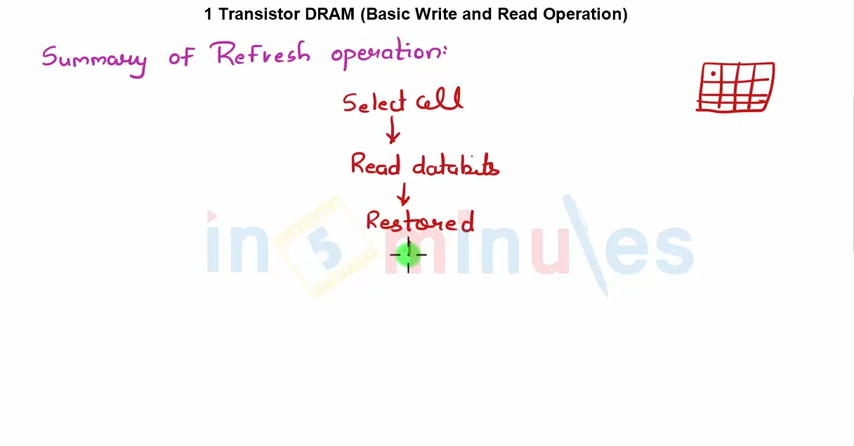 1 Transistor DRAM (Basic Write and Read Operation)
Summary of Refresh operation:
Select cell
Read databits
Restored
in 5 minutes